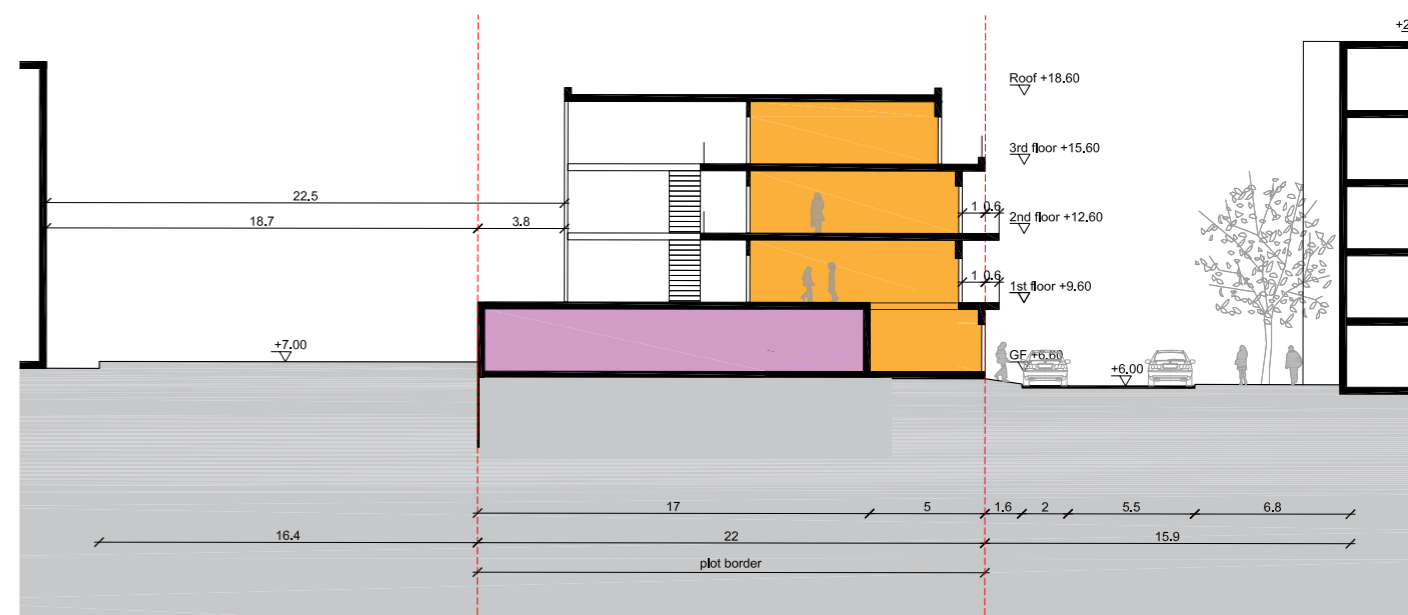 +2
Roof +18.60
3rd floor +15.60
22.5
1 0.6
18.7
3.8
2nd floor +12.60
1 0.6
1st floor +9.60
+7.00
GF +6.60
+6.00
17
5
1.6
2
5.5
6.8
16.4
22
15.9
plot border